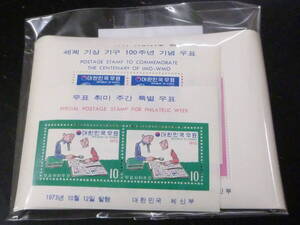 세계 기상 기구 100주년 기념 우표
POSTAGE STAMP TO COMMEMORATE
THE CENTENARY OF IMO-WMO
대한민국우표
대한민국우표
우표 취미 주간 특별 우표
SPECIAL POSTAGE STAMP FOR PHILATELIC WEEK
대한민국우표
대한민국우표
10
10
1973년 10월 12일 발행
대한민국 체신부